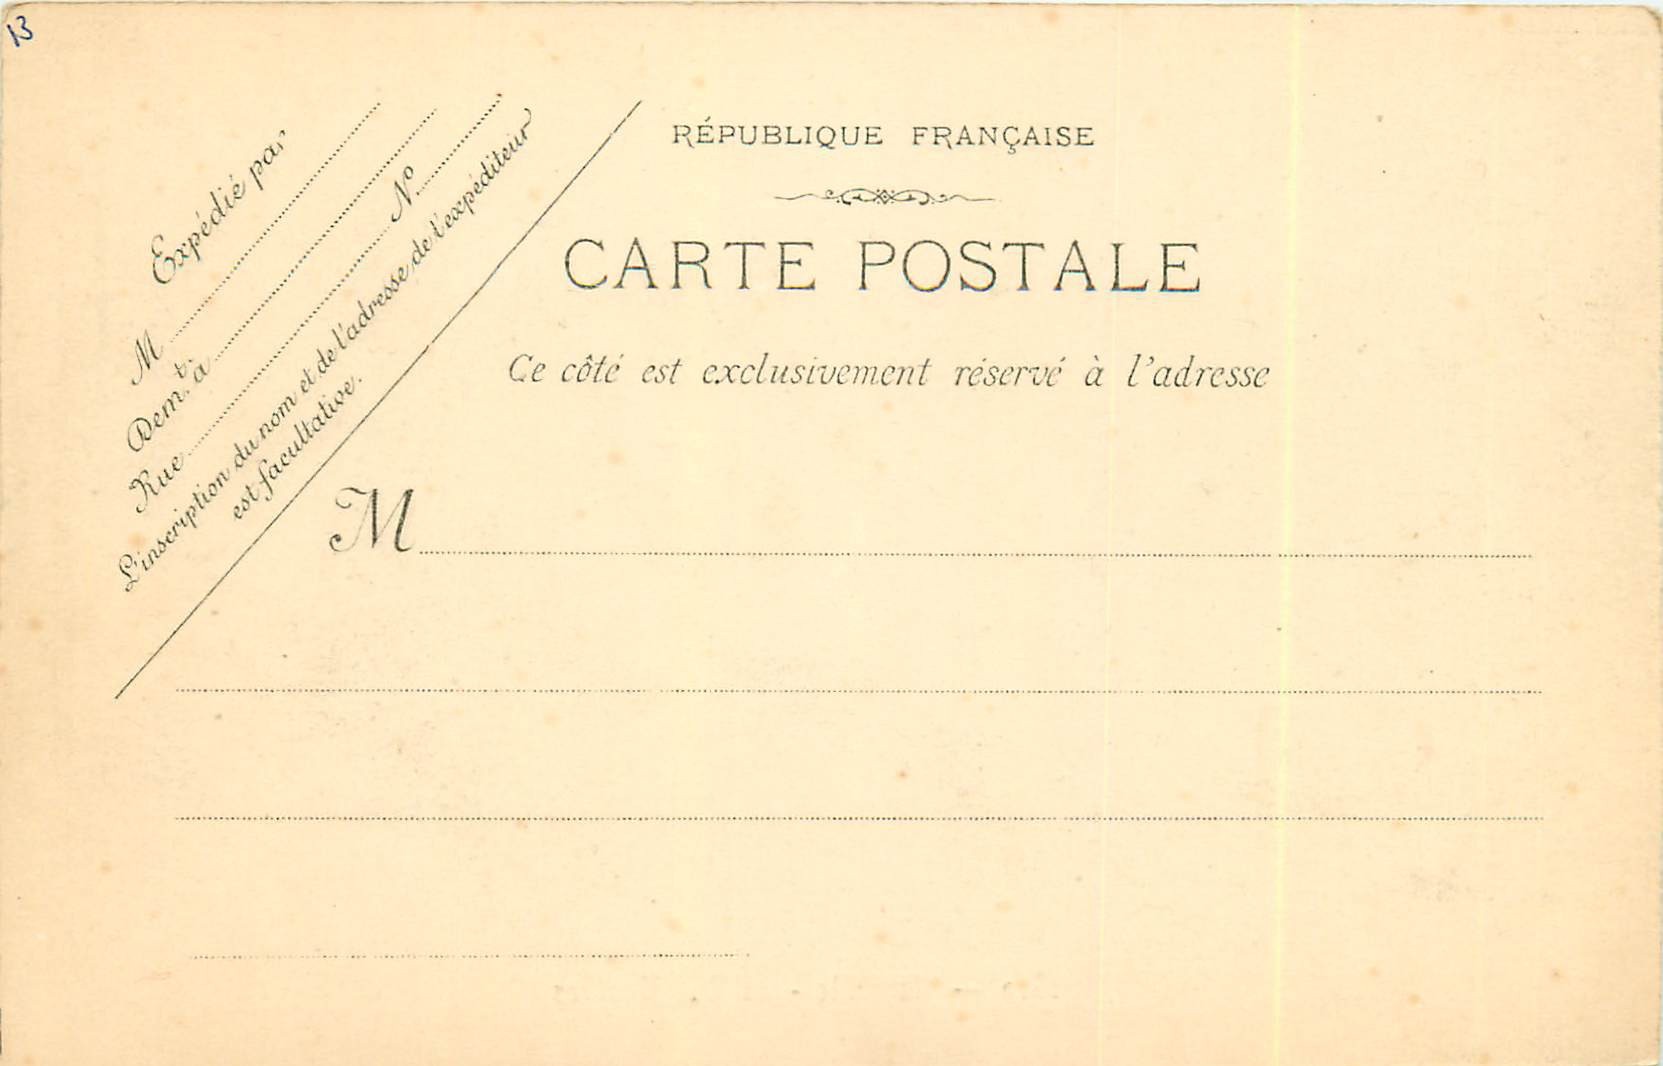 13
Expédié par
M
Dem.t à
Rue N°
L'inscription du nom et de l'adresse de l'expéditeur
est facultative.
RÉPUBLIQUE FRANÇAISE
CARTE POSTALE
Ce côté est exclusivement réservé à l'adresse
M